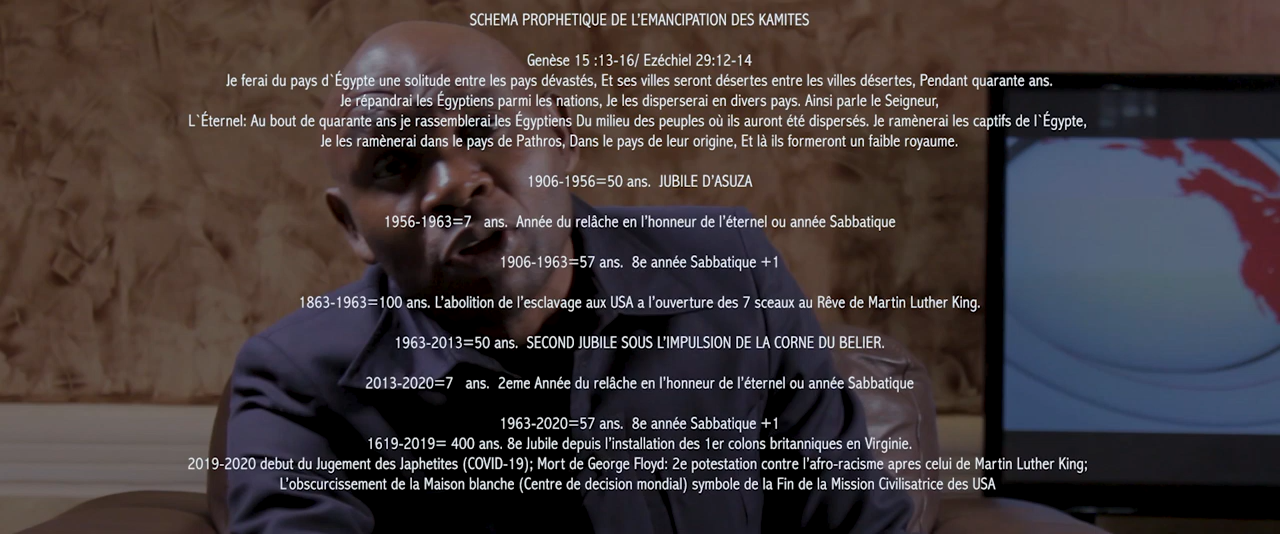 SCHEMA PROPHETIQUE DE L'EMANCIPATION DES KAMITES
Genèse 15 :13-16/ Ezéchiel 29:12-14
Je ferai du pays d`Égypte une solitude entre les pays dévastés, Et ses villes seront désertes entre les villes désertes, Pendant quarante ans.
Je répandrai les Égyptiens parmi les nations, Je les disperserai en divers pays. Ainsi parle le Seigneur,
L`Éternel: Au bout de quarante ans je rassemblerai les Égyptiens Du milieu des peuples où ils auront été dispersés. Je ramènerai les captifs de l`Égypte,
Je les ramènerai dans le pays de Pathros, Dans le pays de leur origine, Et là ils formeront un faible royaume.
1906-1956=50 ans. JUBILE D'ASUZA
1956-1963=7 ans. Année du relâche en l'honneur de l'éternel ou année Sabbatique
1906-1963=57 ans. 8e année Sabbatique +1
1863-1963=100 ans. L'abolition de l'esclavage aux USA a l'ouverture des 7 sceaux au Rêve de Martin Luther King.
1963-2013=50 ans. SECOND JUBILE SOUS L'IMPULSION DE LA CORNE DU BELIER.
2013-2020=7 ans. 2eme Année du relâche en l'honneur de l'éternel ou année Sabbatique
1963-2020=57 ans. 8e année Sabbatique +1
1619-2019= 400 ans. 8e Jubile depuis l'installation des 1er colons britanniques en Virginie.
2019-2020 debut du Jugement des Japhetites (COVID-19); Mort de George Floyd: 2e potestation contre l'afro-racisme apres celui de Martin Luther King;
L'obscurcissement de la Maison blanche (Centre de decision mondial) symbole de la Fin de la Mission Civilisatrice des USA